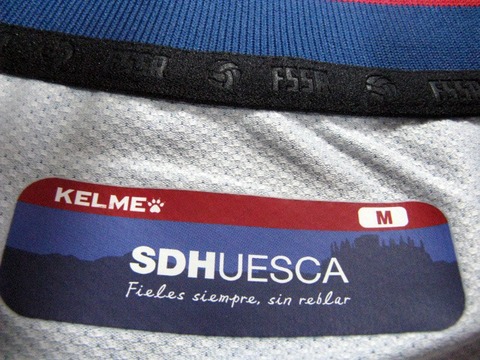 KELME
M
SDHUESCA
Fieles siempre, sin reblar